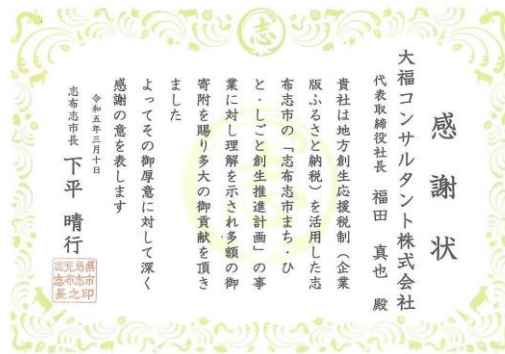 志
感謝状
大福コンサルタント株式会社
代表取締役社長 福田 真也 殿
貴社は地方創生応援税制（企業
版ふるさと納税）を活用した志
布志市の「志布志市まち・ひ
と・しごと創生推進計画」の事
業に対し理解を示され多額の御
寄附を賜り多大の御貢献を頂き
ました
よってその御厚意に対して深く
感謝の意を表します
令和五年三月十日
志布志市長 下平 晴行
鹿児島県
志布志市
長之印